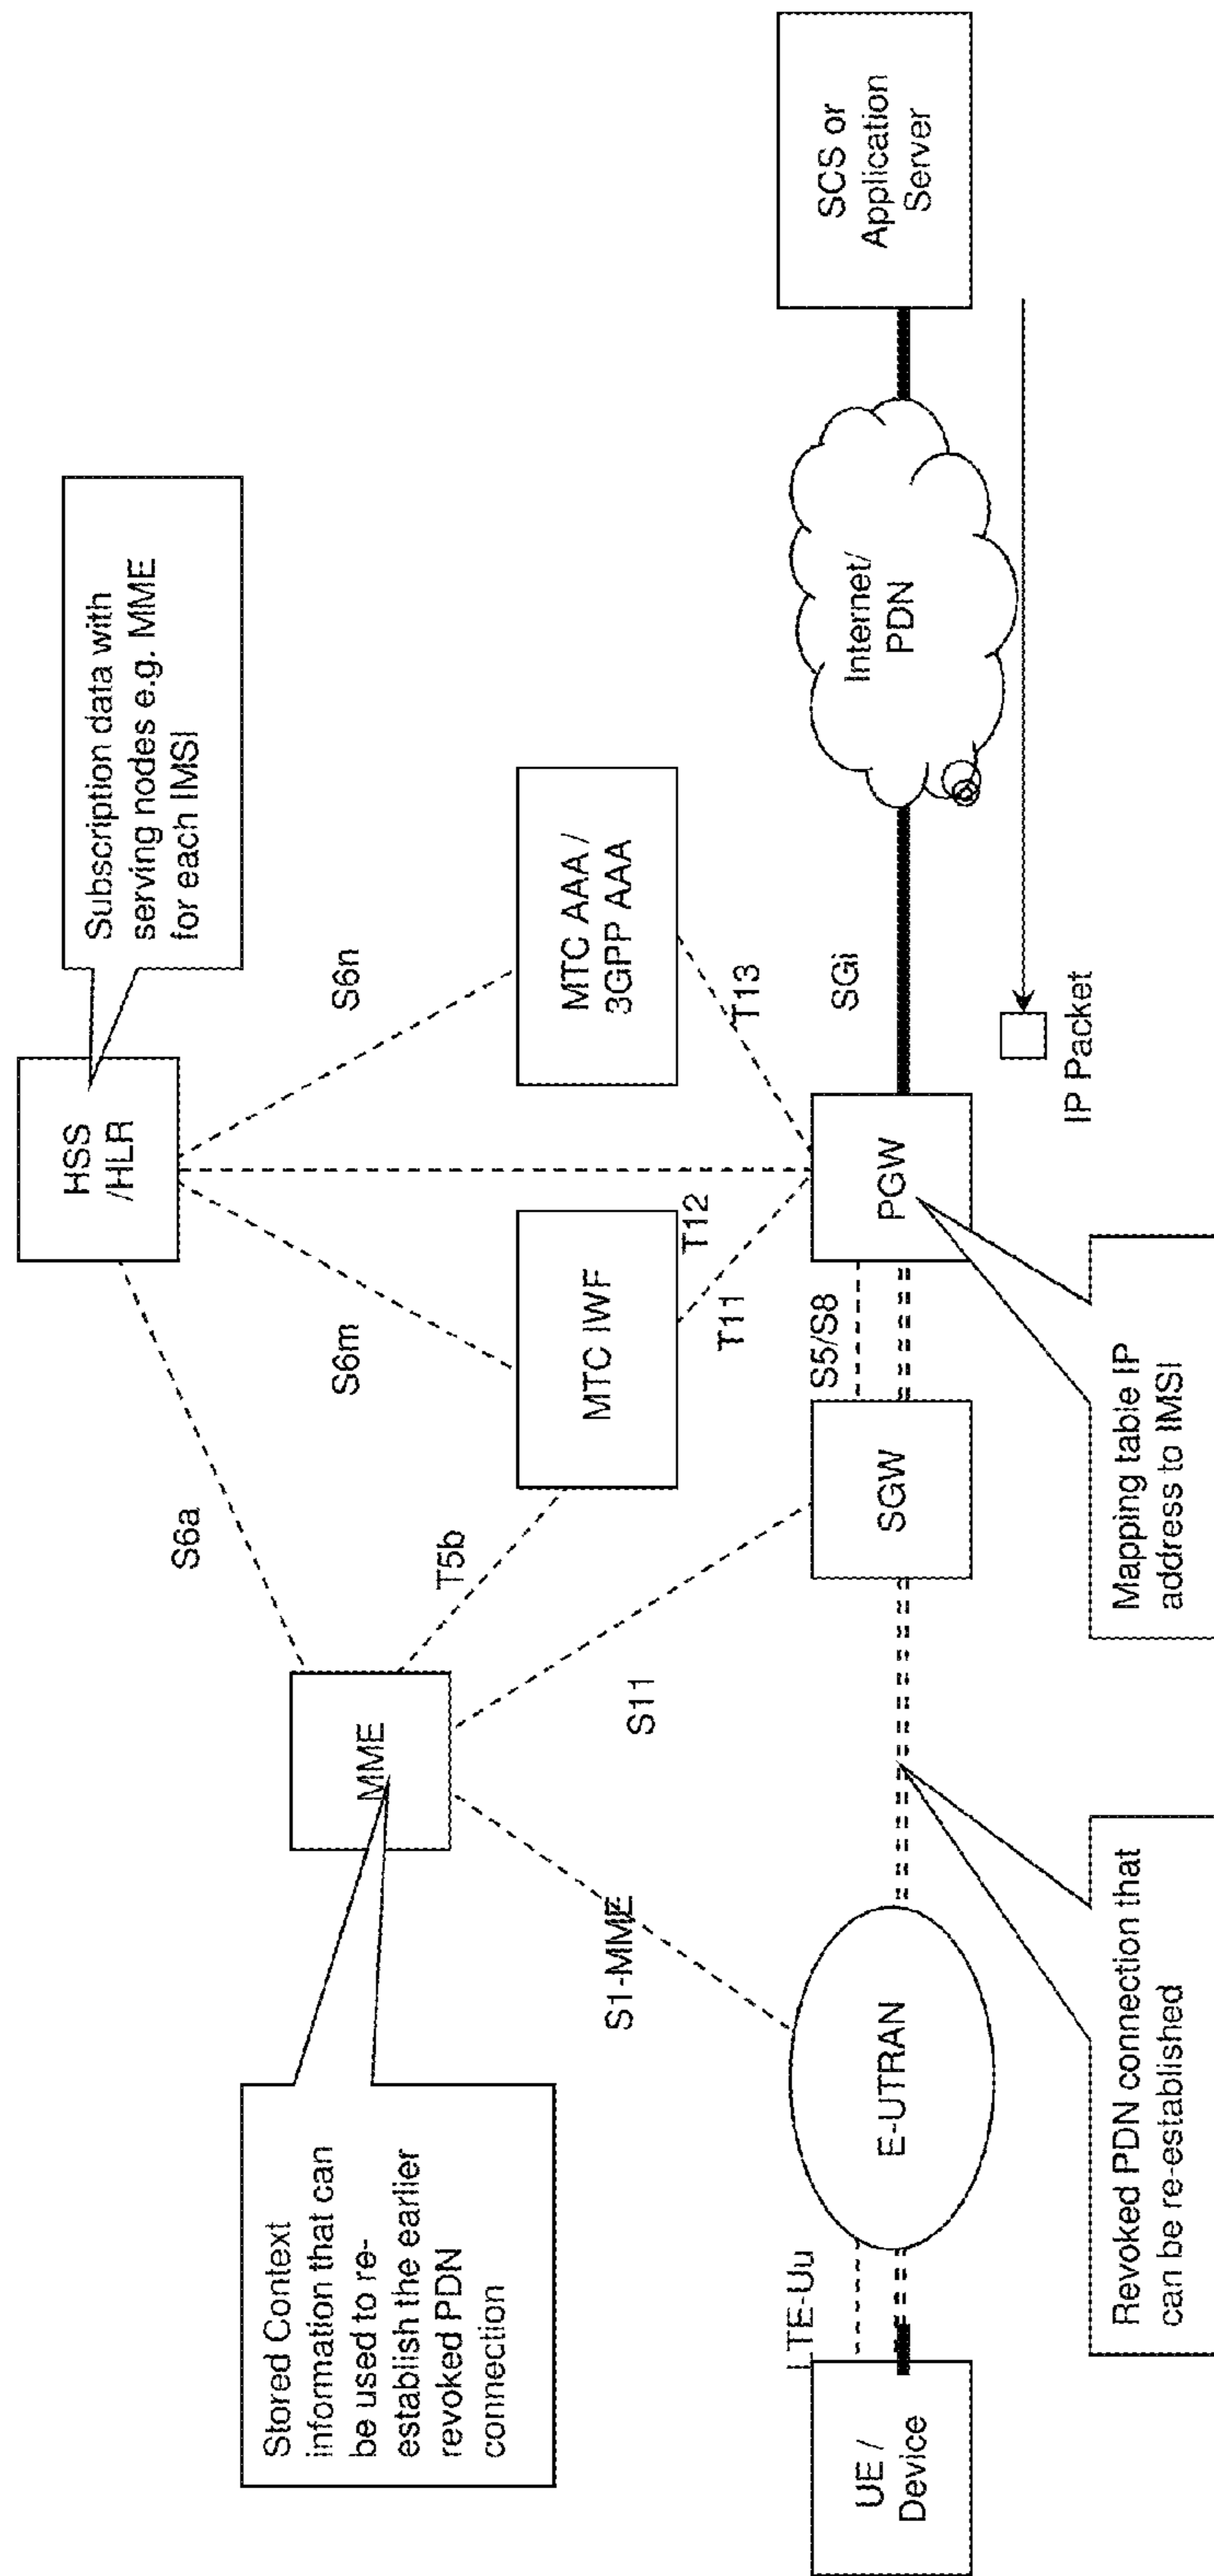 HSS
/HLR
Subscription data with
serving nodes e.g. MME
for each IMSI
Stored Context
information that can
be used to re-
establish the earlier
revoked PDN
connection
MME
S6a
S6m
S6n
T5b
MTC IWF
MTC AAA /
3GPP AAA
S1-MME
S11
T11
T12
T13
LTE-Uu
S5/S8
SGi
UE /
Device
E-UTRAN
SGW
PGW
Internet/
PDN
SCS or
Application
Server
IP Packet
Revoked PDN connection that
can be re-established
Mapping table IP
address to IMSI